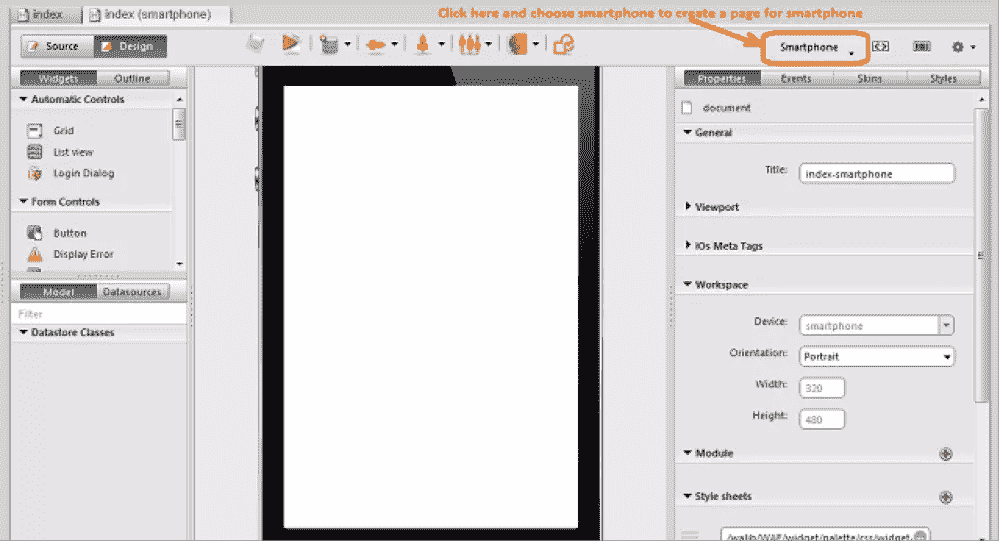 index
index (smartphone)
Click here and choose smartphone to create a page for smartphone
Source
Design
Smartphone
Widgets
Outline
Automatic Controls
Grid
List view
Login Dialog
Form Controls
Button
Display Error
Model
Datasources
Filter
Datastore Classes
Properties
Events
Skins
Styles
document
General
Title:
index-smartphone
Viewport
iOs Meta Tags
Workspace
Device:
smartphone
Orientation:
Portrait
Width:
320
Height:
480
Module
Style sheets
/walib/WAF/widget/palette/css/widget.